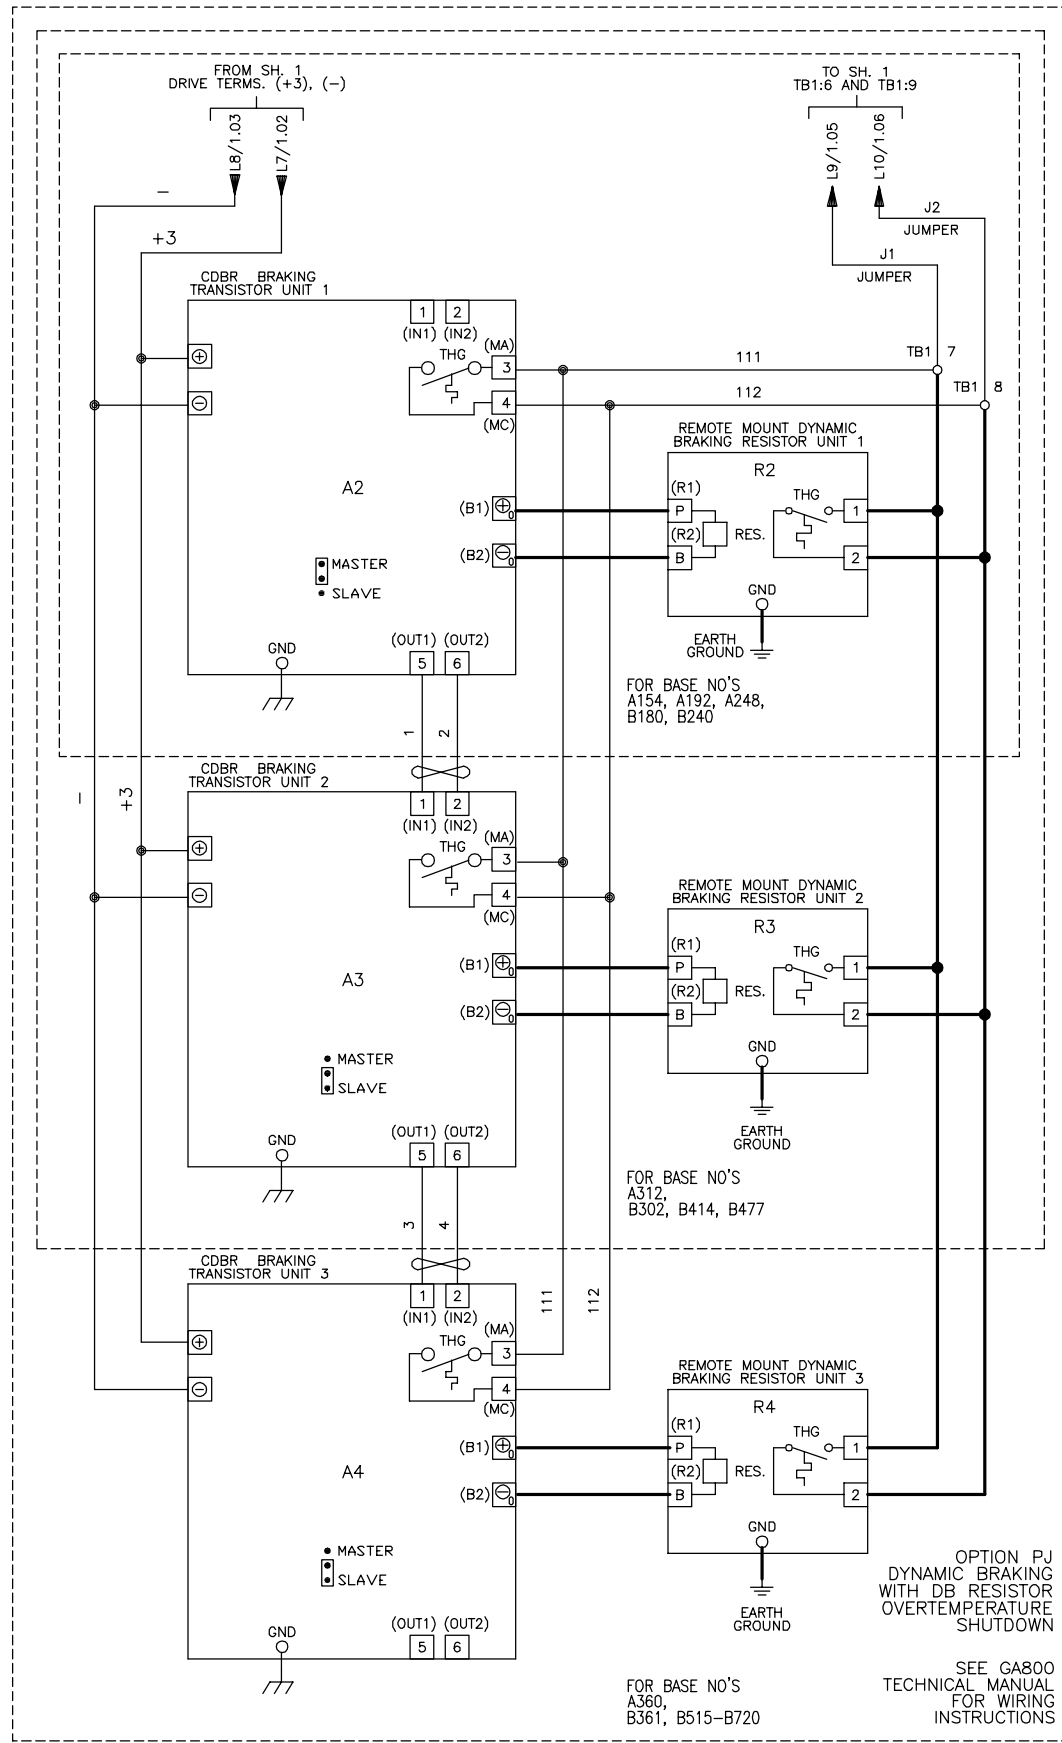 FROM SH. 1
DRIVE TERMS. (+3), (−)
L8/1.03
L7/1.02
−
+3
TO SH. 1
TB1:6 AND TB1:9
L9/1.05
L10/1.06
J2
JUMPER
J1
JUMPER
CDBR BRAKING
TRANSISTOR UNIT 1
1 2
(IN1) (IN2)
THG
(MA)
3
4
(MC)
111
112
TB1 7
TB1 8
A2
(B1)
0
(B2)
0
MASTER
SLAVE
GND
(OUT1) (OUT2)
5 6
REMOTE MOUNT DYNAMIC
BRAKING RESISTOR UNIT 1
R2
(R1)
P
(R2)
B
RES.
THG
1
2
GND
EARTH
GROUND
FOR BASE NO'S
A154, A192, A248,
B180, B240
1
2
−
+3
CDBR BRAKING
TRANSISTOR UNIT 2
1 2
(IN1) (IN2)
THG
(MA)
3
4
(MC)
A3
(B1)
0
(B2)
0
MASTER
SLAVE
GND
(OUT1) (OUT2)
5 6
REMOTE MOUNT DYNAMIC
BRAKING RESISTOR UNIT 2
R3
(R1)
P
(R2)
B
RES.
THG
1
2
GND
EARTH
GROUND
FOR BASE NO'S
A312,
B302, B414, B477
3
4
CDBR BRAKING
TRANSISTOR UNIT 3
1 2
(IN1) (IN2)
THG
(MA)
3
4
(MC)
111
112
A4
(B1)
0
(B2)
0
MASTER
SLAVE
GND
(OUT1) (OUT2)
5 6
REMOTE MOUNT DYNAMIC
BRAKING RESISTOR UNIT 3
R4
(R1)
P
(R2)
B
RES.
THG
1
2
GND
EARTH
GROUND
FOR BASE NO'S
A360,
B361, B515−B720
OPTION PJ
DYNAMIC BRAKING
WITH DB RESISTOR
OVERTEMPERATURE
SHUTDOWN
SEE GA800
TECHNICAL MANUAL
FOR WIRING
INSTRUCTIONS